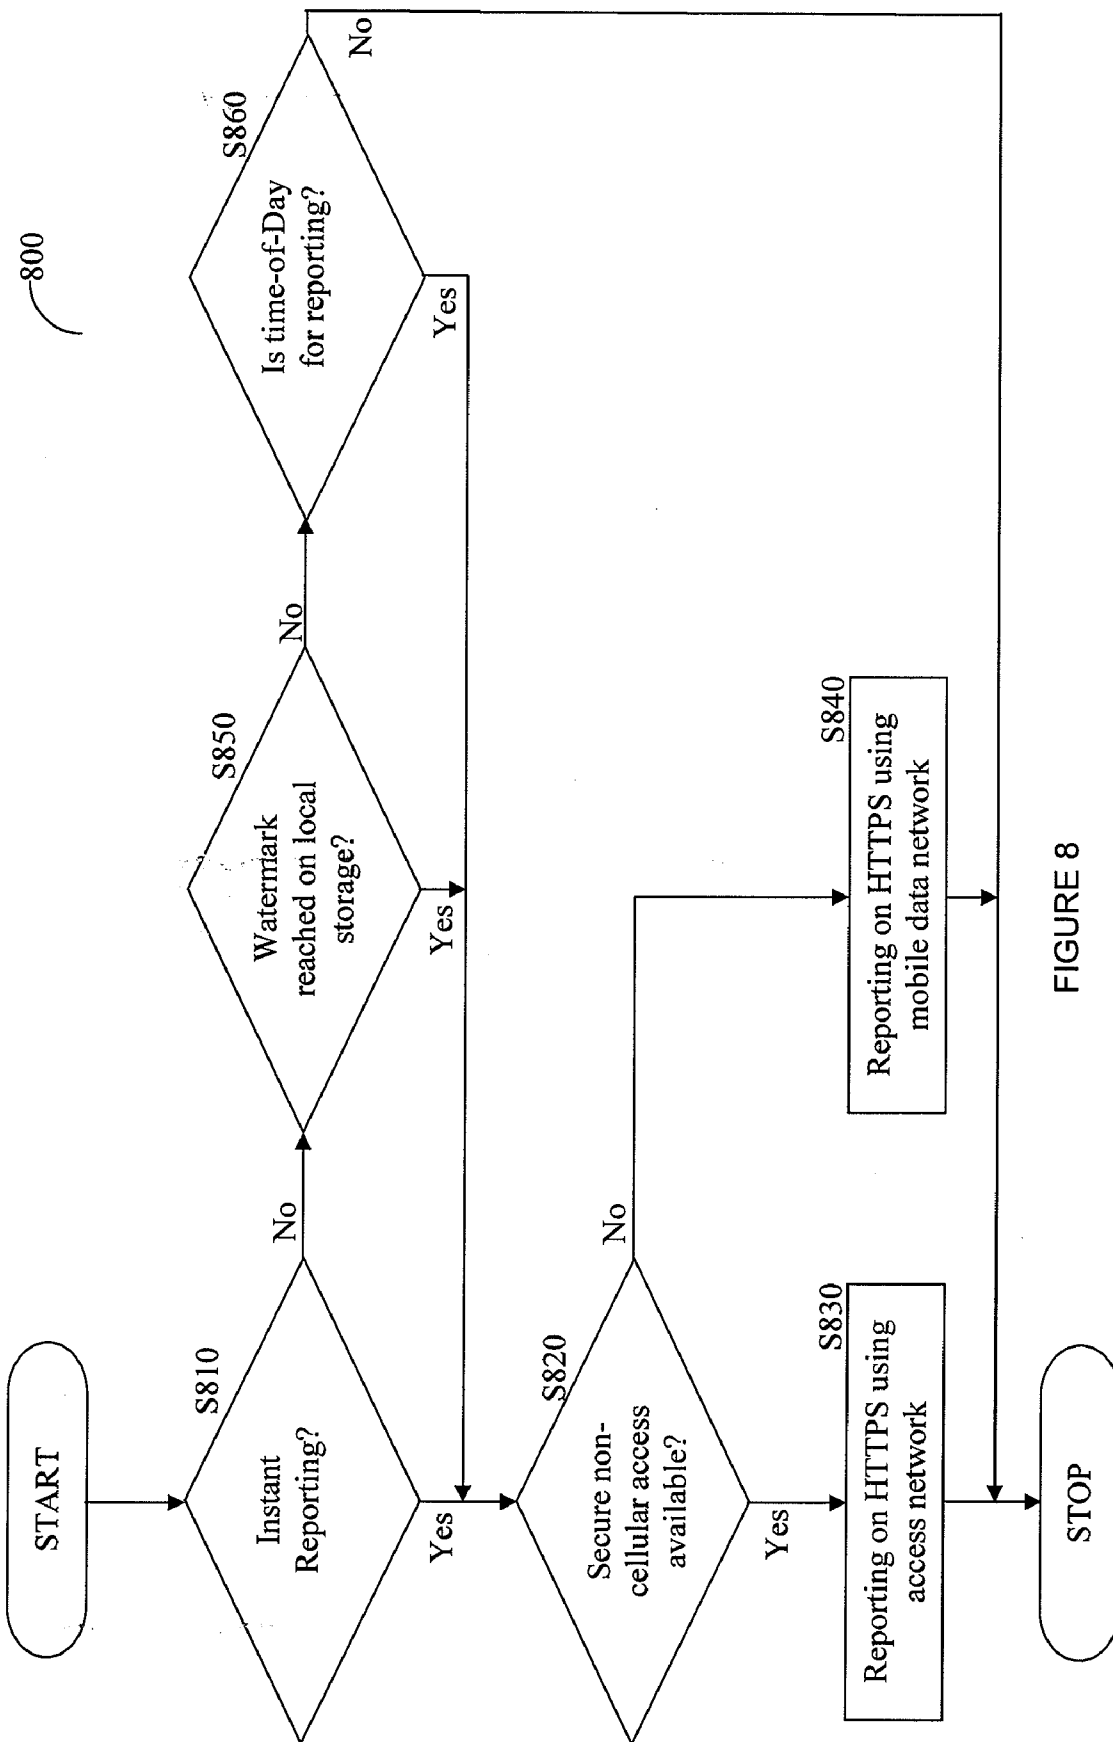 800
START
S810
Instant
Reporting?
No
Yes
S850
Watermark
reached on local
storage?
No
Yes
S860
Is time-of-Day
for reporting?
No
Yes
S820
Secure non-
cellular access
available?
No
Yes
S830
Reporting on HTTPS using
access network
S840
Reporting on HTTPS using
mobile data network
STOP
FIGURE 8